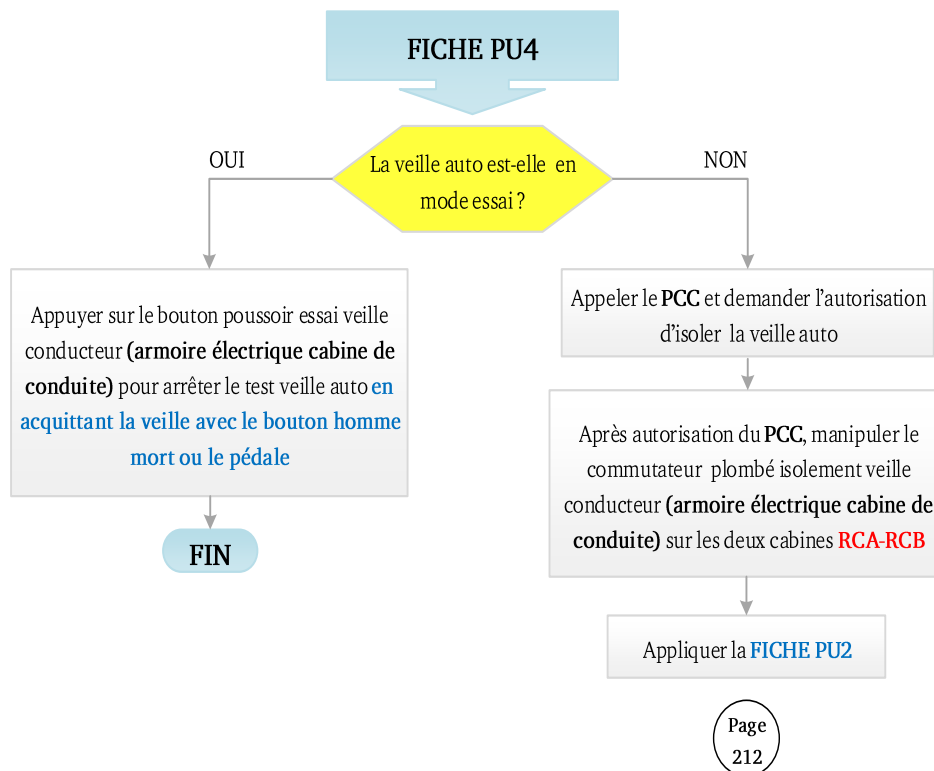 FICHE PU4
La veille auto est-elle en
mode essai ?
OUI
NON
Appuyer sur le bouton poussoir essai veille
conducteur (armoire électrique cabine de
conduite) pour arrêter le test veille auto en
acquittant la veille avec le bouton homme
mort ou le pédale
FIN
Appeler le PCC et demander l’autorisation
d’isoler la veille auto
Après autorisation du PCC, manipuler le
commutateur plombé isolement veille
conducteur (armoire électrique cabine de
conduite) sur les deux cabines RCA-RCB
Appliquer la FICHE PU2
Page
212